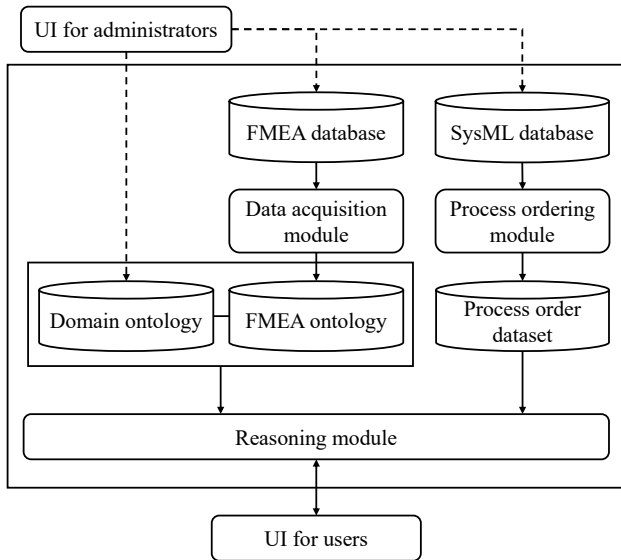 UI for administrators
FMEA database
SysML database
Data acquisition
module
Process ordering
module
Domain ontology
FMEA ontology
Process order
dataset
Reasoning module
UI for users